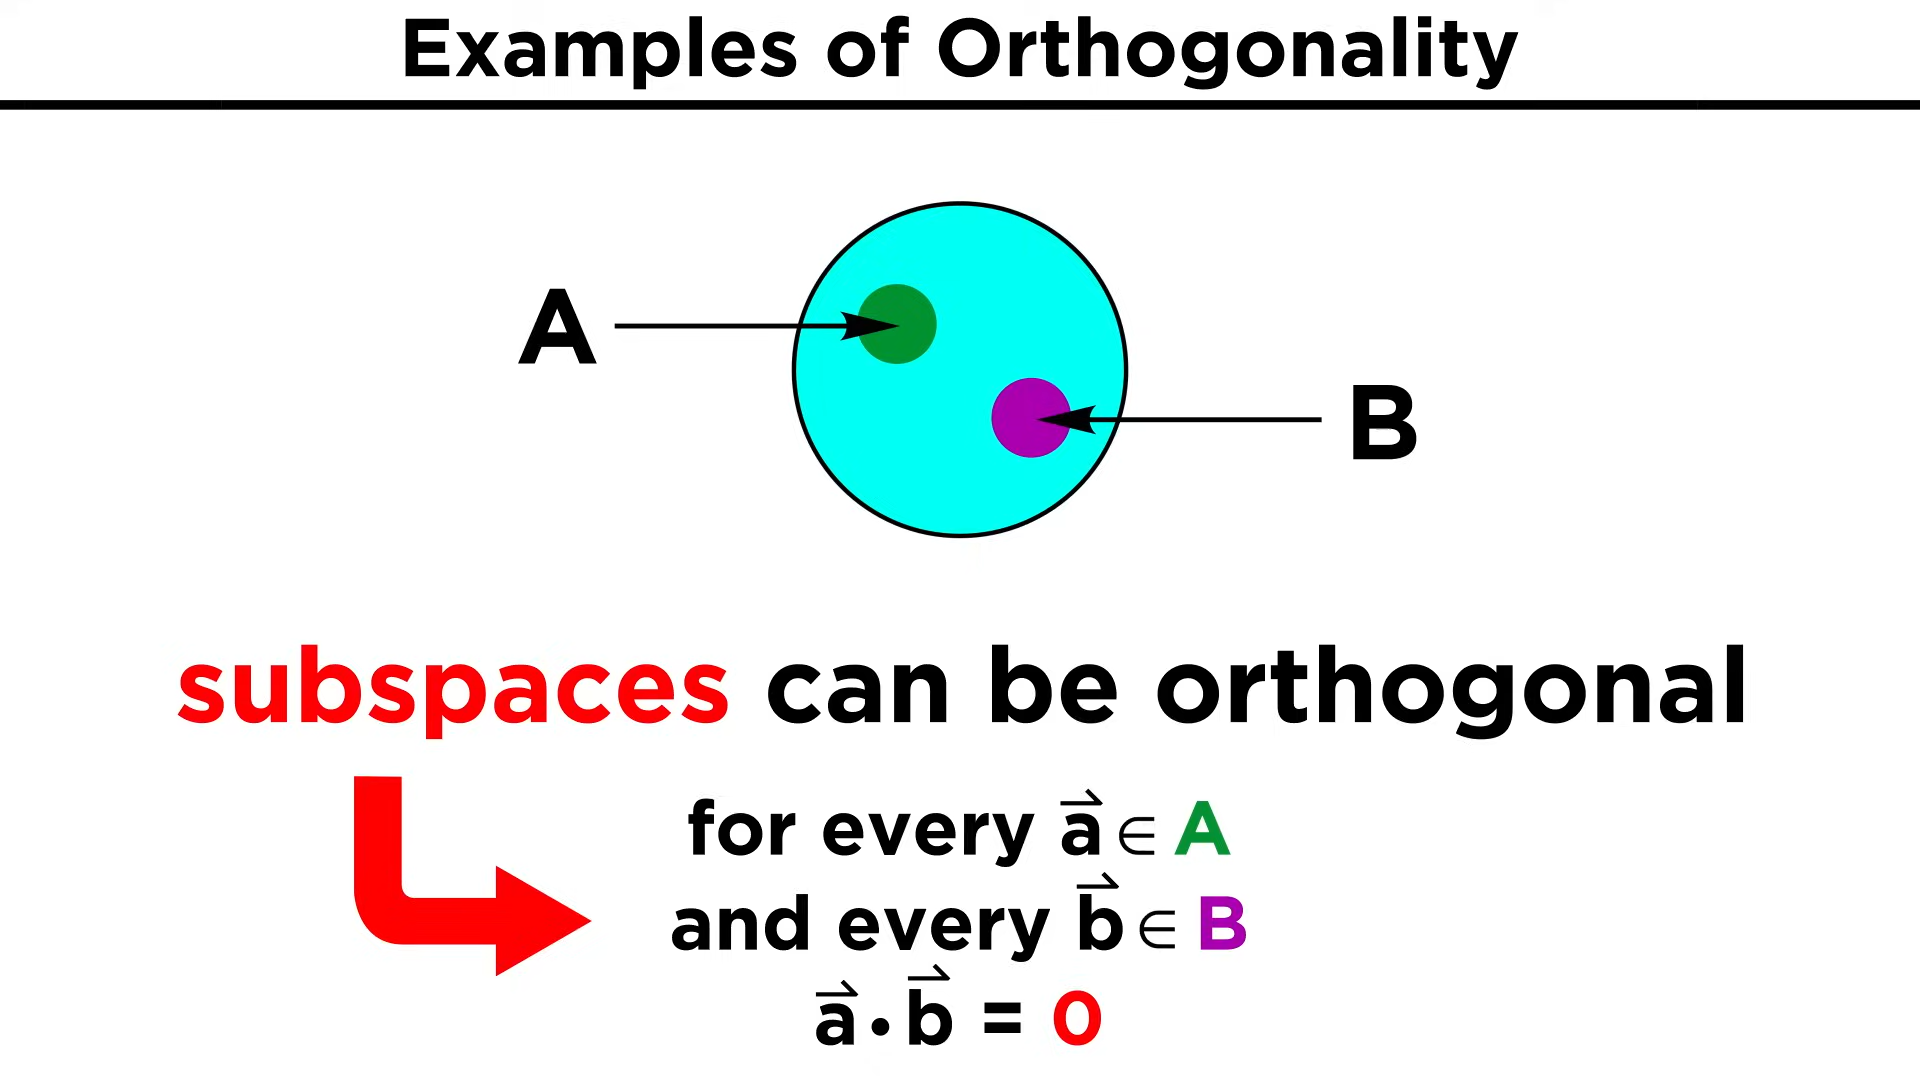 Examples of Orthogonality
A
B
subspaces can be orthogonal
for every a⃗ ∈ A
and every b⃗ ∈ B
a⃗ • b⃗ = 0